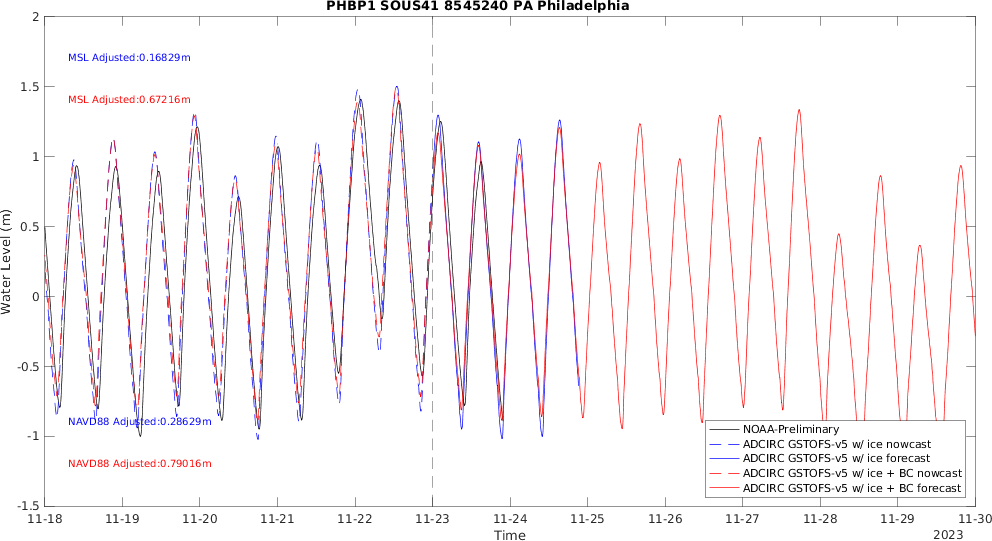 PHBP1 SOUS41 8545240 PA Philadelphia
2
1.5
1
0.5
0
-0.5
-1
-1.5
Water Level (m)
MSL Adjusted:0.16829m
MSL Adjusted:0.67216m
NAVD88 Adjusted:0.28629m
NAVD88 Adjusted:0.79016m
NOAA-Preliminary
ADCIRC GSTOFS-v5 w/ ice nowcast
ADCIRC GSTOFS-v5 w/ ice forecast
ADCIRC GSTOFS-v5 w/ ice + BC nowcast
ADCIRC GSTOFS-v5 w/ ice + BC forecast
11-18 11-19 11-20 11-21 11-22 11-23 11-24 11-25 11-26 11-27 11-28 11-29 11-30
Time
2023